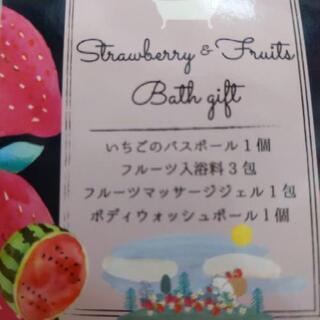 Strawberry & Fruits
Bath gift
いちごのバスボール1個
フルーツ入浴料3包
フルーツマッサージジェル1包
ボディウォッシュボール1個